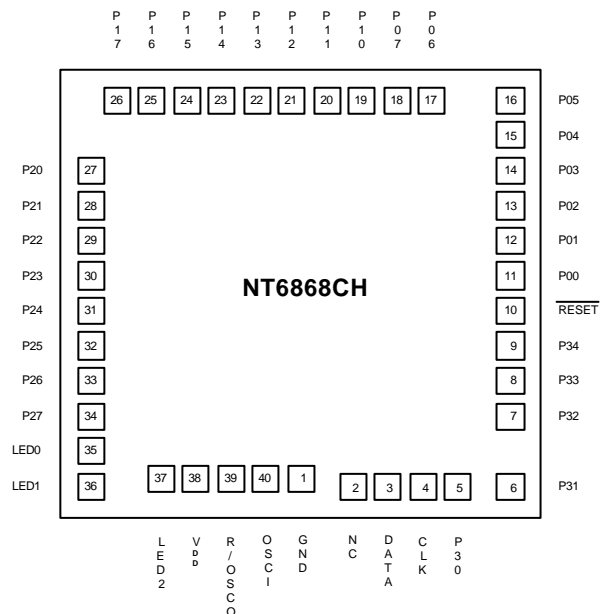 P17 P16 P15 P14 P13 P12 P11 P10 P07 P06
26 25 24 23 22 21 20 19 18 17 16 P05
15 P04
P20 27 14 P03
P21 28 13 P02
P22 29 12 P01
P23 30 11 P00
NT6868CH
P24 31 10 RESET
P25 32 9 P34
P26 33 8 P33
P27 34 7 P32
LED0 35
LED1 36 37 38 39 40 1 2 3 4 5 6 P31
LED2 VDD R/OSCO OSCI GND NC DATA CLK P30